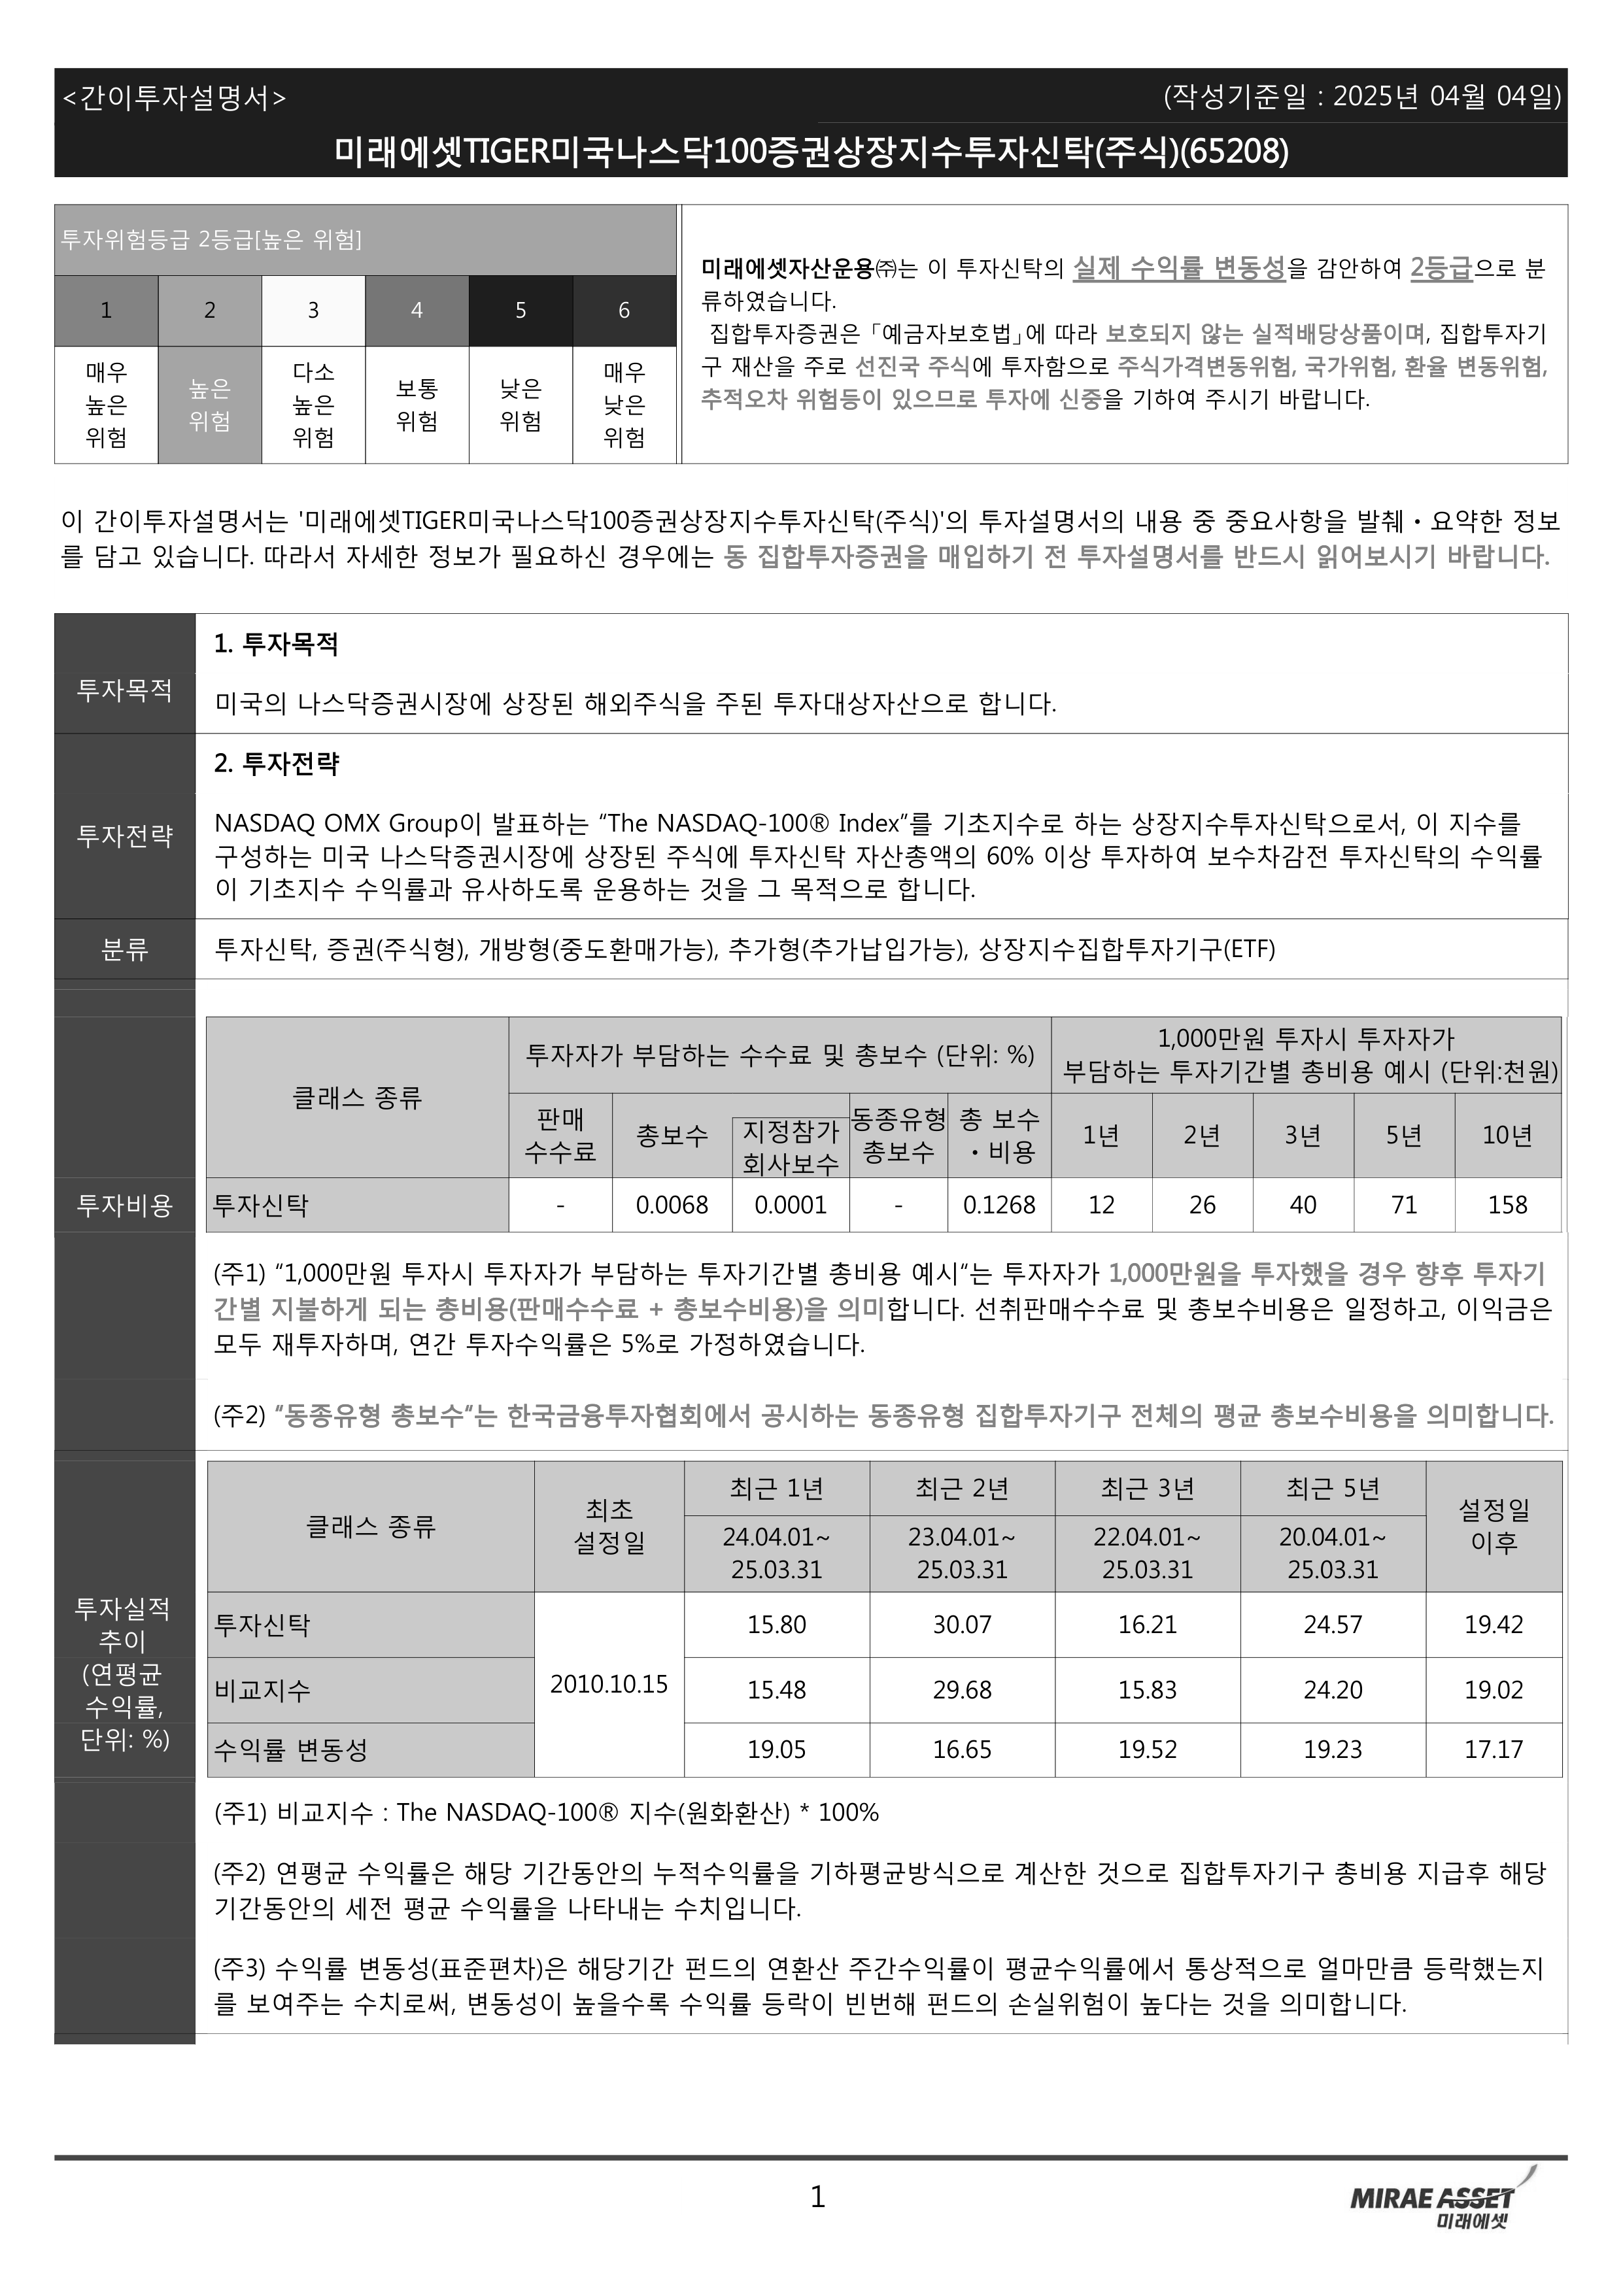 <간이투자설명서>
(작성기준일 : 2025년 04월 04일)
미래에셋TIGER미국나스닥100증권상장지수투자신탁(주식)(65208)
투자위험등급 2등급[높은 위험]
1 2 3 4 5 6
매우 높은 위험
높은 위험
다소 높은 위험
보통 위험
낮은 위험
매우 낮은 위험
미래에셋자산운용㈜는 이 투자신탁의 실제 수익률 변동성을 감안하여 2등급으로 분
류하였습니다.
집합투자증권은 「예금자보호법」에 따라 보호되지 않는 실적배당상품이며, 집합투자기
구 재산을 주로 선진국 주식에 투자함으로 주식가격변동위험, 국가위험, 환율 변동위험,
추적오차 위험등이 있으므로 투자에 신중을 기하여 주시기 바랍니다.
이 간이투자설명서는 '미래에셋TIGER미국나스닥100증권상장지수투자신탁(주식)'의 투자설명서의 내용 중 중요사항을 발췌・요약한 정보
를 담고 있습니다. 따라서 자세한 정보가 필요하신 경우에는 동 집합투자증권을 매입하기 전 투자설명서를 반드시 읽어보시기 바랍니다.
투자목적
1. 투자목적
미국의 나스닥증권시장에 상장된 해외주식을 주된 투자대상자산으로 합니다.
투자전략
2. 투자전략
NASDAQ OMX Group이 발표하는 “The NASDAQ-100® Index”를 기초지수로 하는 상장지수투자신탁으로서, 이 지수를
구성하는 미국 나스닥증권시장에 상장된 주식에 투자신탁 자산총액의 60% 이상 투자하여 보수차감전 투자신탁의 수익률
이 기초지수 수익률과 유사하도록 운용하는 것을 그 목적으로 합니다.
분류
투자신탁, 증권(주식형), 개방형(중도환매가능), 추가형(추가납입가능), 상장지수집합투자기구(ETF)
투자비용
클래스 종류
투자자가 부담하는 수수료 및 총보수 (단위: %)
1,000만원 투자시 투자자가
부담하는 투자기간별 총비용 예시 (단위:천원)
판매 수수료
총보수
지정참가 회사보수
동종유형 총보수
총 보수 ・비용
1년 2년 3년 5년 10년
투자신탁 - 0.0068 0.0001 - 0.1268 12 26 40 71 158
(주1) “1,000만원 투자시 투자자가 부담하는 투자기간별 총비용 예시“는 투자자가 1,000만원을 투자했을 경우 향후 투자기
간별 지불하게 되는 총비용(판매수수료 + 총보수비용)을 의미합니다. 선취판매수수료 및 총보수비용은 일정하고, 이익금은
모두 재투자하며, 연간 투자수익률은 5%로 가정하였습니다.
(주2) “동종유형 총보수“는 한국금융투자협회에서 공시하는 동종유형 집합투자기구 전체의 평균 총보수비용을 의미합니다.
투자실적
추이
(연평균
수익률,
단위: %)
클래스 종류
최초 설정일
최근 1년 최근 2년 최근 3년 최근 5년
설정일 이후
24.04.01~ 23.04.01~ 22.04.01~ 20.04.01~
25.03.31 25.03.31 25.03.31 25.03.31
투자신탁 15.80 30.07 16.21 24.57 19.42
2010.10.15
비교지수 15.48 29.68 15.83 24.20 19.02
수익률 변동성 19.05 16.65 19.52 19.23 17.17
(주1) 비교지수 : The NASDAQ-100® 지수(원화환산) * 100%
(주2) 연평균 수익률은 해당 기간동안의 누적수익률을 기하평균방식으로 계산한 것으로 집합투자기구 총비용 지급후 해당
기간동안의 세전 평균 수익률을 나타내는 수치입니다.
(주3) 수익률 변동성(표준편차)은 해당기간 펀드의 연환산 주간수익률이 평균수익률에서 통상적으로 얼마만큼 등락했는지
를 보여주는 수치로써, 변동성이 높을수록 수익률 등락이 빈번해 펀드의 손실위험이 높다는 것을 의미합니다.
1
MIRAE ASSET
미래에셋